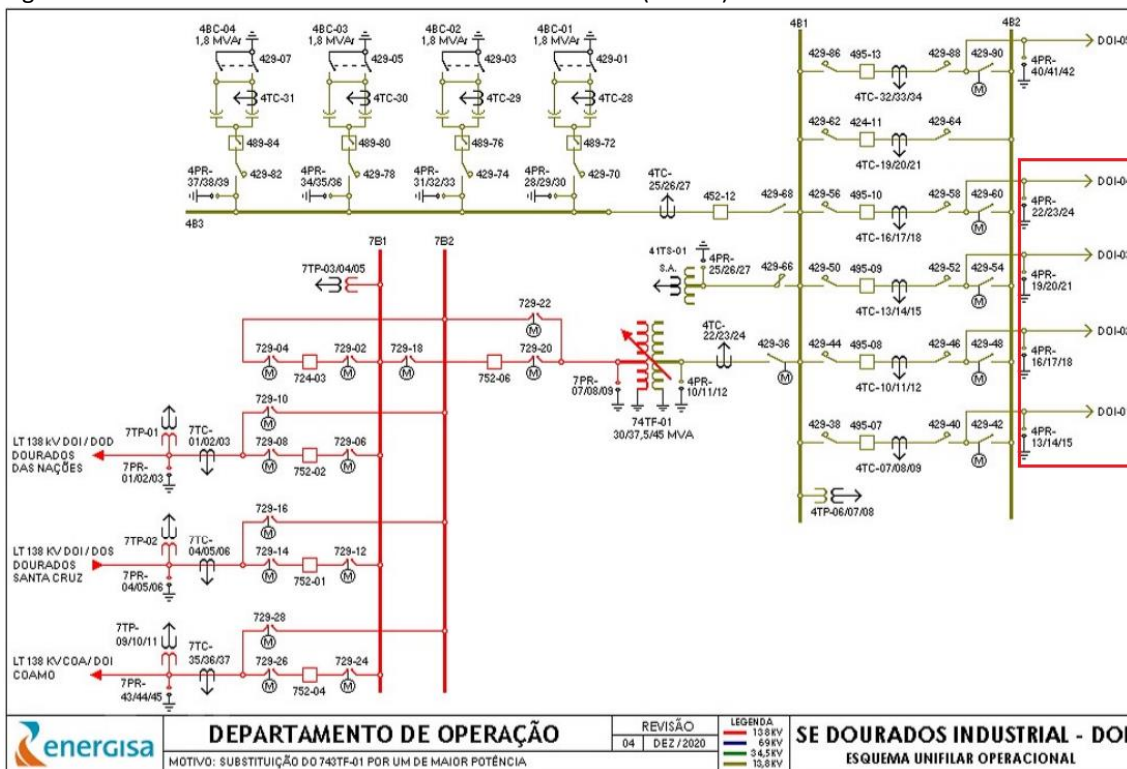 4BC-04
1,8 MVAr
429-07
4TC-31
489-84
4PR-
37/38/39
429-82
4BC-03
1,8 MVAr
429-05
4TC-30
489-80
4PR-
34/35/36
429-78
4BC-02
1,8 MVAr
429-03
4TC-29
489-76
4PR-
31/32/33
429-74
4BC-01
1,8 MVAr
429-01
4TC-28
489-72
4PR-
28/29/30
429-70
4B3
4TC-
25/26/27
452-12
429-68
4B1
4B2
429-86
495-13
429-88
429-90
4TC-32/33/34
M
4PR-
40/41/42
429-62
424-11
429-64
4TC-19/20/21
429-56
495-10
429-58
429-60
4TC-16/17/18
M
4PR-
22/23/24
429-50
495-09
429-52
429-54
4TC-13/14/15
M
4PR-
19/20/21
429-44
495-08
429-46
429-48
4TC-10/11/12
M
4PR-
16/17/18
429-38
495-07
429-40
429-42
4TC-07/08/09
M
4PR-
13/14/15
4TP-06/07/08
41TS-01
S.A.
4PR-
25/26/27
429-66
4TC-
22/23/24
429-36
M
4PR-
10/11/12
7PR-
07/08/09
74TF-01
30/37,5/45 MVA
7B1
7B2
7TP-03/04/05
729-22
M
729-04
M
724-03
729-02
M
729-18
M
752-06
729-20
M
LT 138 kV DOI / DOD
DOURADOS
DAS NAÇÕES
7TP-01
7TC-
01/02/03
7PR-
01/02/03
729-10
M
729-08
M
752-02
729-06
M
LT 138 KV DOI / DOS
DOURADOS
SANTA CRUZ
7TP-02
7TC-
04/05/06
7PR-
04/05/06
729-16
M
729-14
M
752-01
729-12
M
LT 138 KV COA / DOI
COAMO
7TP-
09/10/11
7TC-
35/36/37
7PR-
43/44/45
729-28
M
729-26
M
752-04
729-24
M
energisa
DEPARTAMENTO DE OPERAÇÃO
MOTIVO: SUBSTITUIÇÃO DO 743TF-01 POR UM DE MAIOR POTÊNCIA
REVISÃO
04 DEZ / 2020
LEGENDA
138KV
69KV
34,5KV
13,8KV
SE DOURADOS INDUSTRIAL - DOI
ESQUEMA UNIFILAR OPERACIONAL